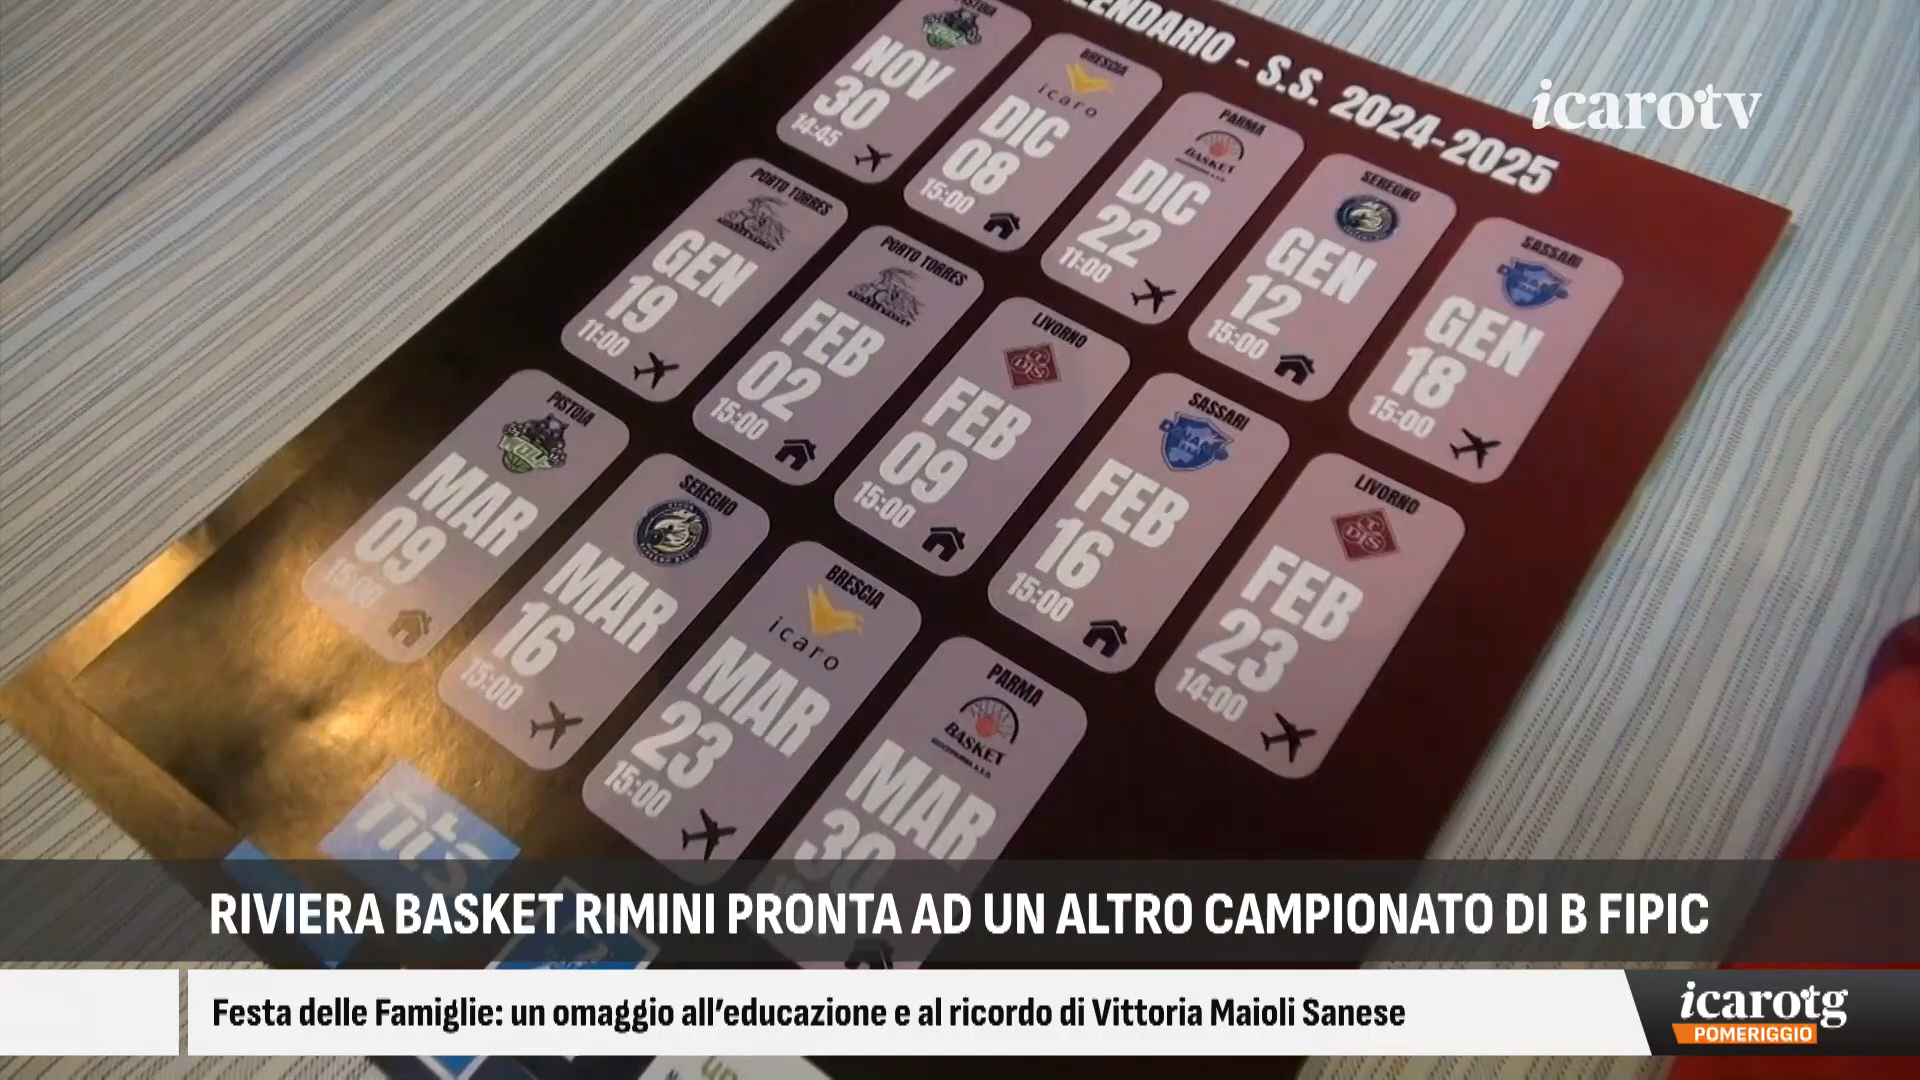 CALENDARIO - S.S. 2024-2025
PISTOIA
NOV
30
14:45
BRESCIA
icaro
DIC
08
15:00
PARMA
BASKET
DIC
22
11:00
SEREGNO
GEN
12
15:00
SASSARI
GEN
18
15:00
PORTO TORRES
GEN
19
11:00
PORTO TORRES
FEB
02
15:00
LIVORNO
TDS
FEB
09
15:00
SASSARI
FEB
16
15:00
LIVORNO
TDS
FEB
23
14:00
PISTOIA
MAR
09
15:00
SEREGNO
MAR
16
15:00
BRESCIA
icaro
MAR
23
15:00
PARMA
BASKET
MAR
30
icarotv
RIVIERA BASKET RIMINI PRONTA AD UN ALTRO CAMPIONATO DI B FIPIC
Festa delle Famiglie: un omaggio all'educazione e al ricordo di Vittoria Maioli Sanese
icarotg
POMERIGGIO